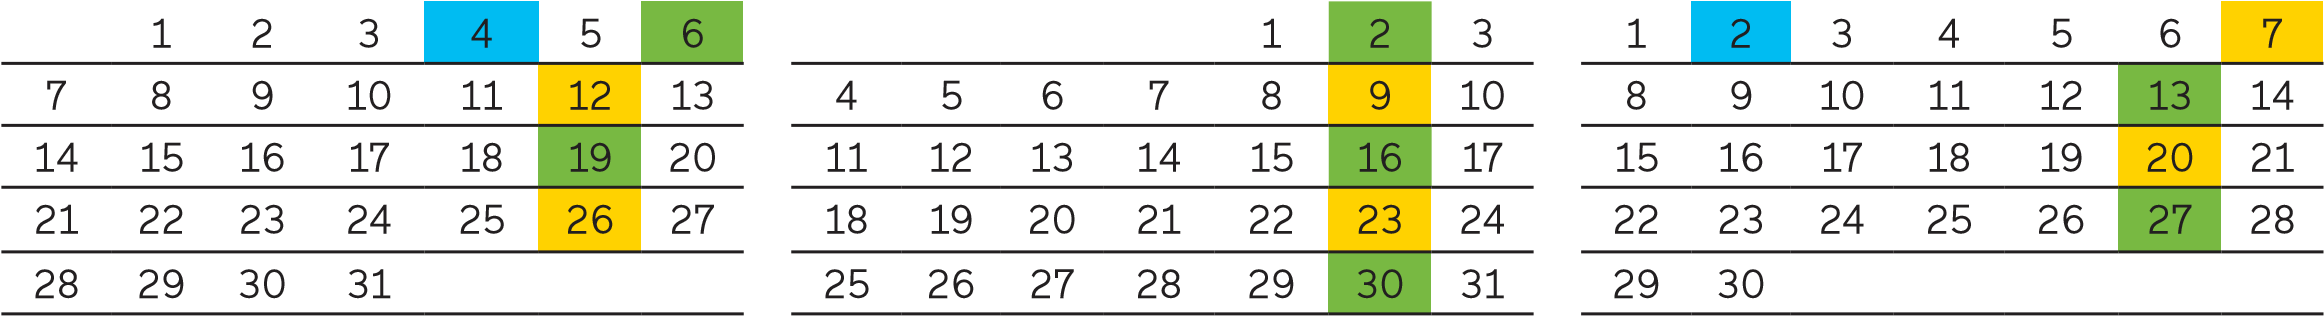 1 2 3 4 5 6
7 8 9 10 11 12 13
14 15 16 17 18 19 20
21 22 23 24 25 26 27
28 29 30 31
1 2 3
4 5 6 7 8 9 10
11 12 13 14 15 16 17
18 19 20 21 22 23 24
25 26 27 28 29 30 31
1 2 3 4 5 6 7
8 9 10 11 12 13 14
15 16 17 18 19 20 21
22 23 24 25 26 27 28
29 30